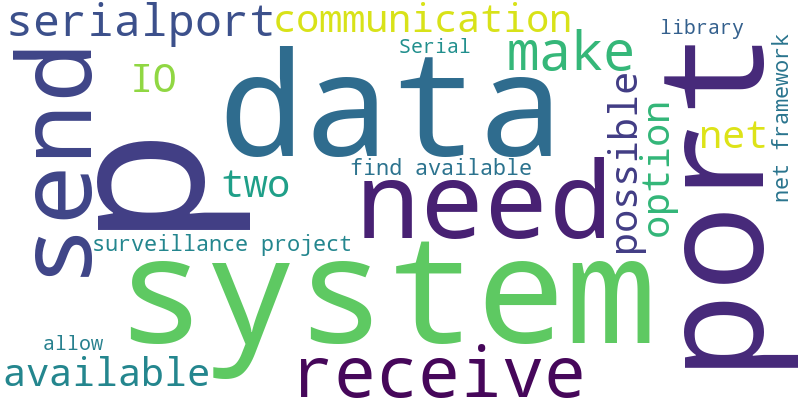 serialport
communication
library
IO
Serial
make
send
data
p
two
find available
need
possible
option
port
net
net framework
surveillance project
system
allow
available
receive